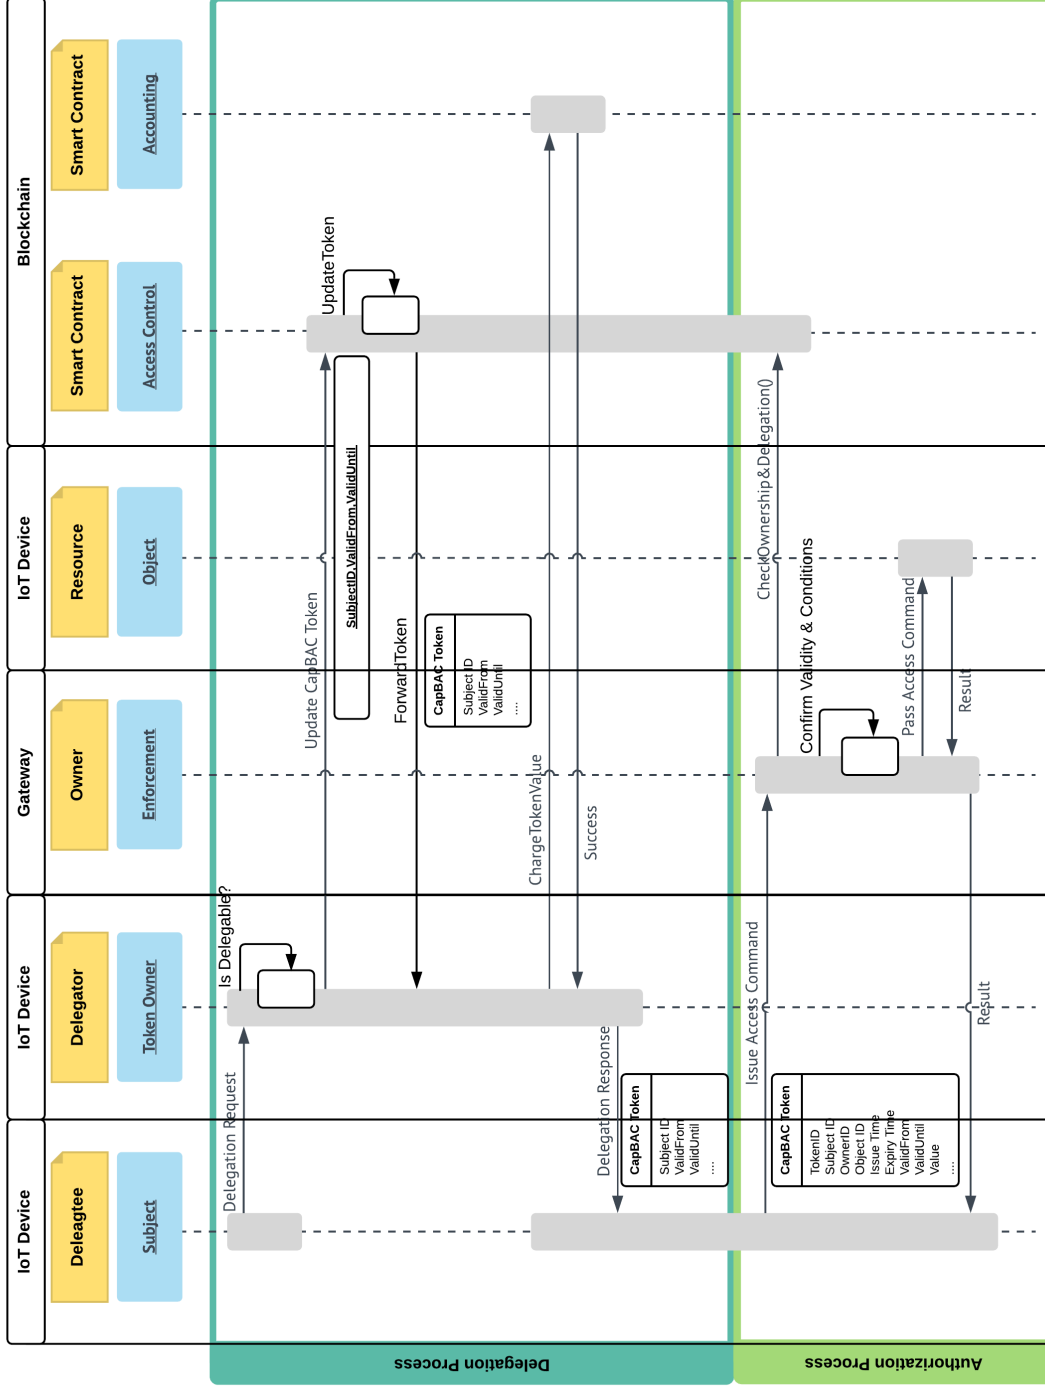 IoT Device
IoT Device
Gateway
IoT Device
Blockchain
Deleagtee
Delegator
Owner
Resource
Smart Contract
Smart Contract
Subject
Token Owner
Enforcement
Object
Access Control
Accounting
Delegation Process
Delegation Request
Is Delegable?
Update CapBAC Token
UpdateToken
SubjectID,ValidFrom,ValidUntil
ForwardToken
CapBAC Token
Subject ID
ValidFrom
ValidUntil
....
ChargeTokenValue
Success
Delegation Response
CapBAC Token
Subject ID
ValidFrom
ValidUntil
....
Authorization Process
Issue Access Command
CheckOwnership&Delegation()
CapBAC Token
TokenID
Subject ID
OwnerID
Object ID
Issue Time
Expiry Time
ValidFrom
ValidUntil
Value
....
Confirm Validity & Conditions
Pass Access Command
Result
Result